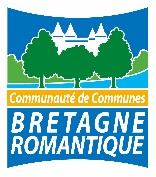 Communauté de Communes
BRETAGNE
ROMANTIQUE